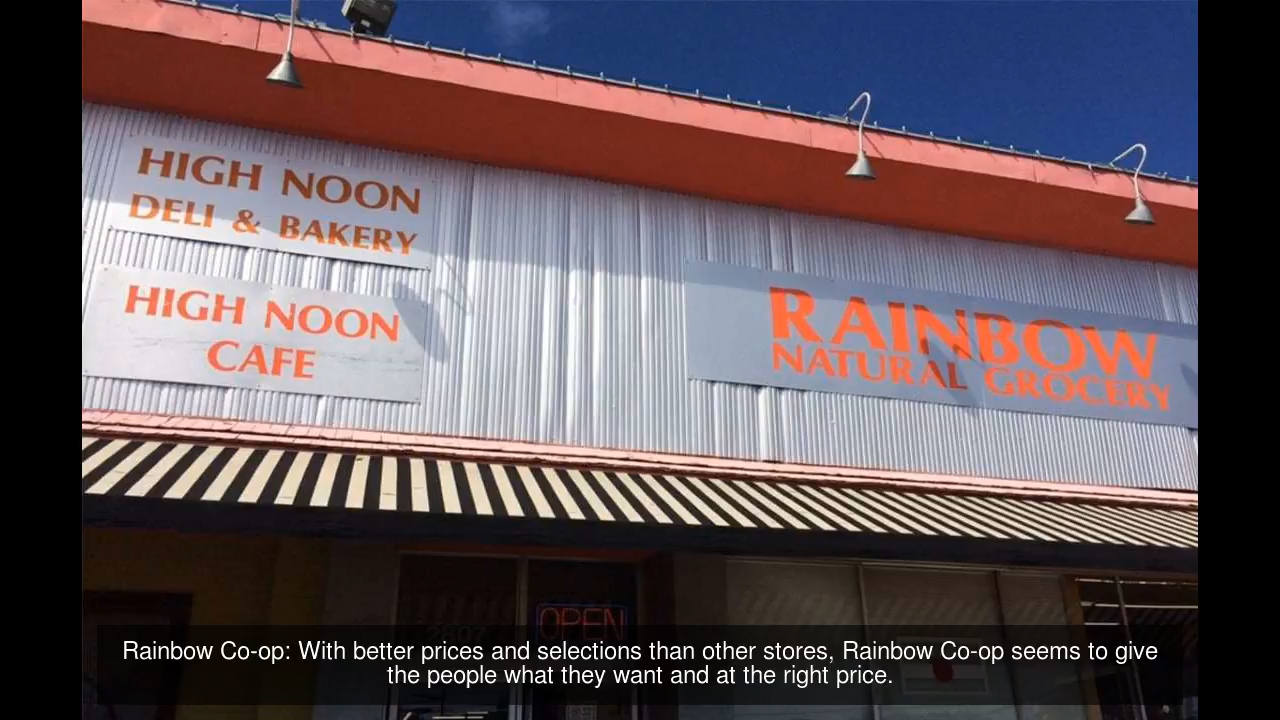 HIGH NOON
DELI & BAKERY
HIGH NOON
CAFE
RAINBOW
NATURAL GROCERY
OPEN
Rainbow Co-op: With better prices and selections than other stores, Rainbow Co-op seems to give
the people what they want and at the right price.